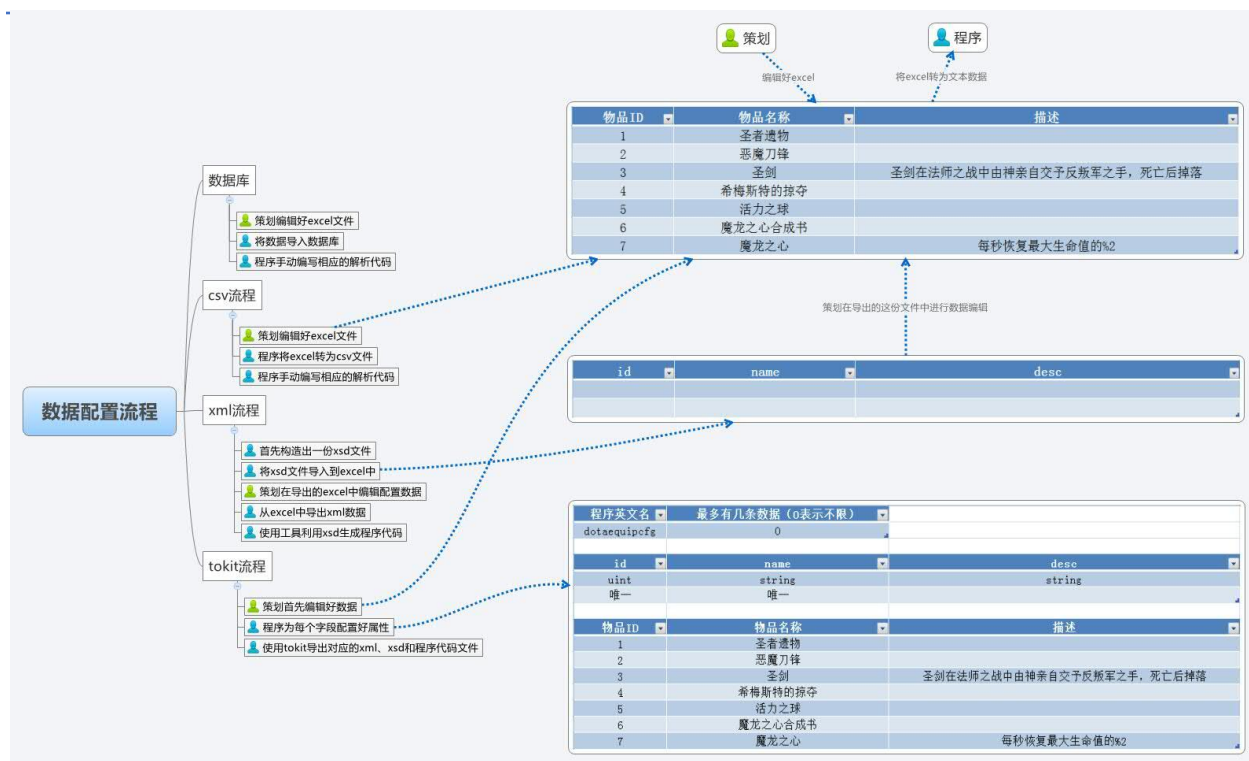 策划
程序
编辑好excel
将excel转为文本数据
物品ID 物品名称 描述
1 圣者遗物
2 恶魔刀锋
3 圣剑 圣剑在法师之战中由神亲自交予反叛军之手，死亡后掉落
4 希梅斯特的掠夺
5 活力之球
6 魔龙之心合成书
7 魔龙之心 每秒恢复最大生命值的%2
策划在导出的这份文件中进行数据编辑
id name desc
数据配置流程
数据库
策划编辑好excel文件
将数据导入数据库
程序手动编写相应的解析代码
csv流程
策划编辑好excel文件
程序将excel转为csv文件
程序手动编写相应的解析代码
xml流程
首先构造出一份xsd文件
将xsd文件导入到excel中
策划在导出的excel中编辑配置数据
从excel中导出xml数据
使用工具利用xsd生成程序代码
tokit流程
策划首先编辑好数据
程序为每个字段配置好属性
使用tokit导出对应的xml、xsd和程序代码文件
程序英文名 最多有几条数据（0表示不限）
dotaequipcfg 0
id name desc
uint string string
唯一 唯一
物品ID 物品名称 描述
1 圣者遗物
2 恶魔刀锋
3 圣剑 圣剑在法师之战中由神亲自交予反叛军之手，死亡后掉落
4 希梅斯特的掠夺
5 活力之球
6 魔龙之心合成书
7 魔龙之心 每秒恢复最大生命值的%2